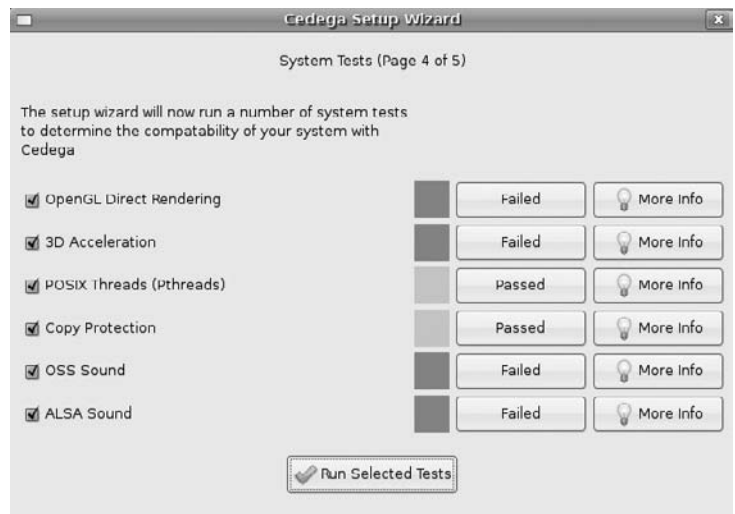 Cedega Setup Wizard
System Tests (Page 4 of 5)
The setup wizard will now run a number of system tests
to determine the compatability of your system with
Cedega
OpenGL Direct Rendering Failed More Info
3D Acceleration Failed More Info
POSIX Threads (Pthreads) Passed More Info
Copy Protection Passed More Info
OSS Sound Failed More Info
ALSA Sound Failed More Info
Run Selected Tests